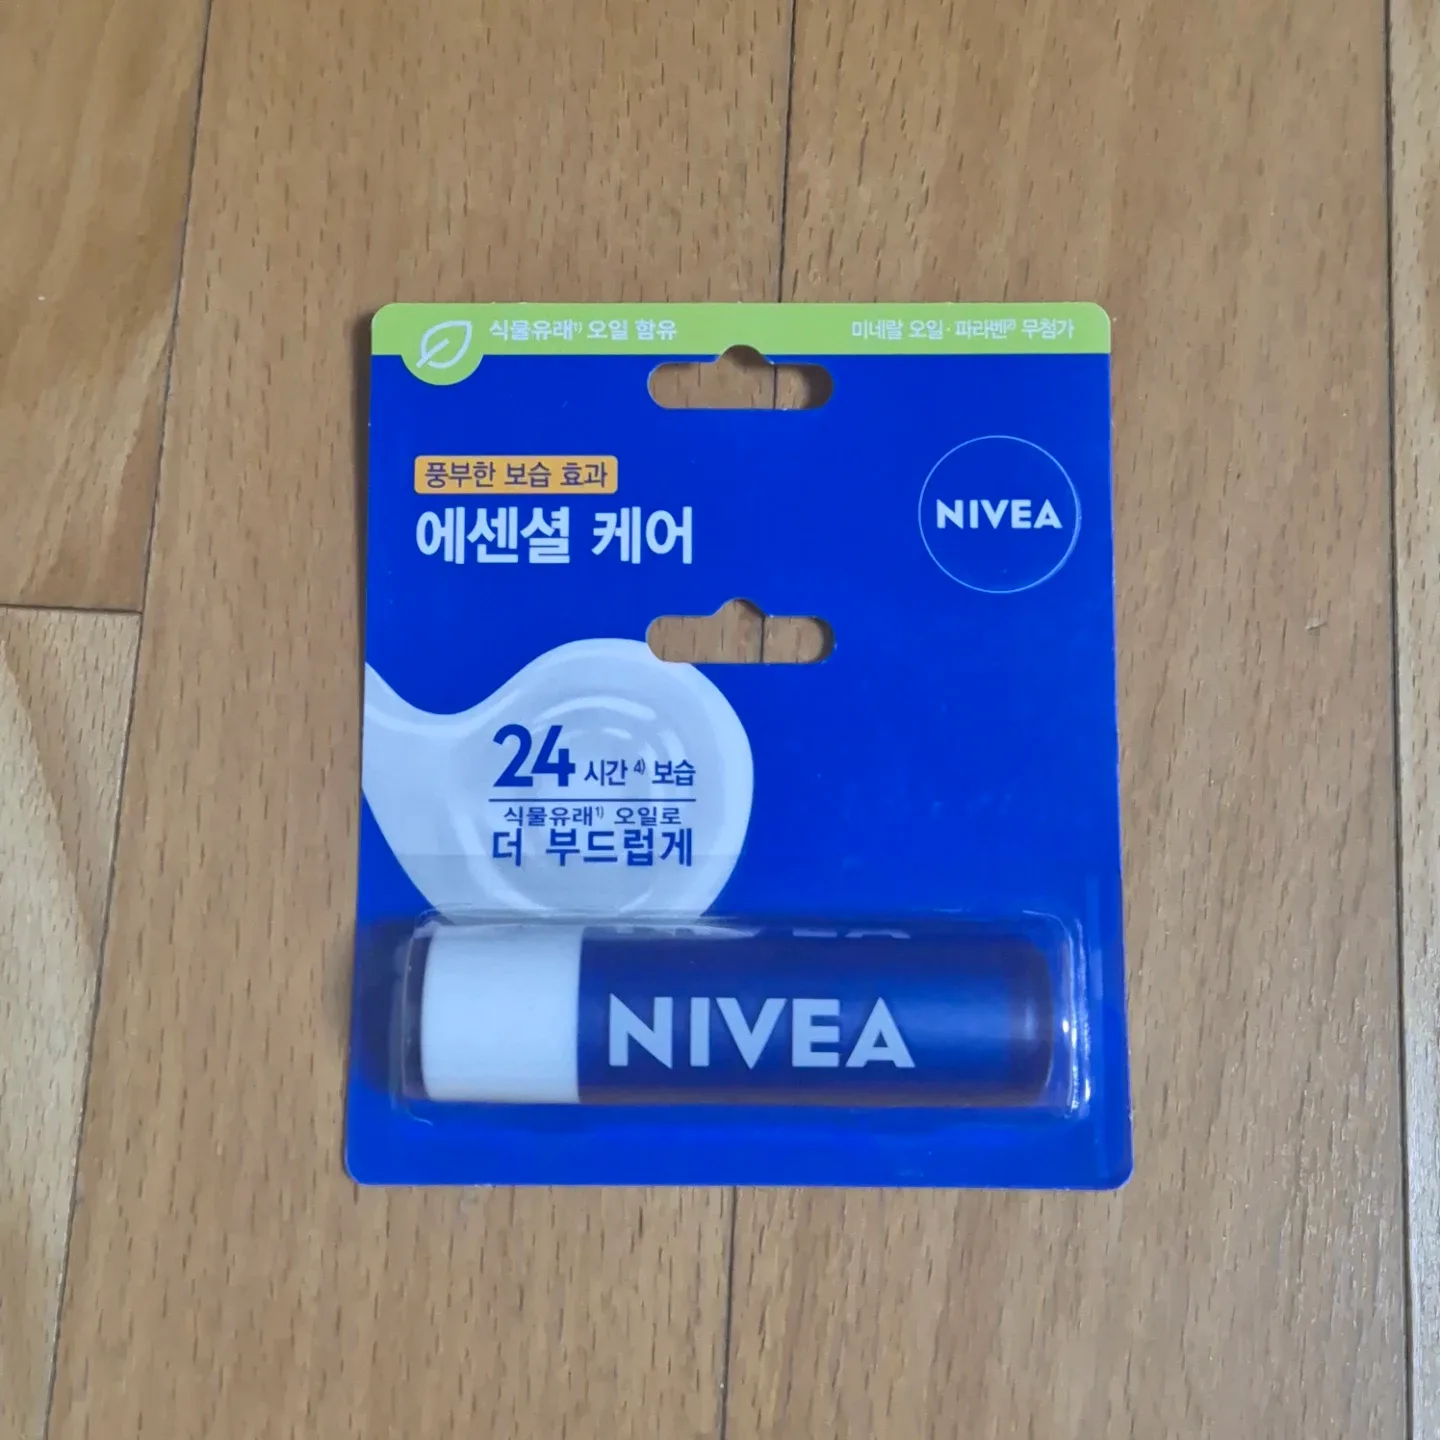 식물유래¹⁾ 오일 함유
미네랄 오일·파라벤²⁾ 무첨가
풍부한 보습 효과
에센셜 케어
NIVEA
24시간⁴⁾ 보습
식물유래¹⁾ 오일로
더 부드럽게
NIVEA